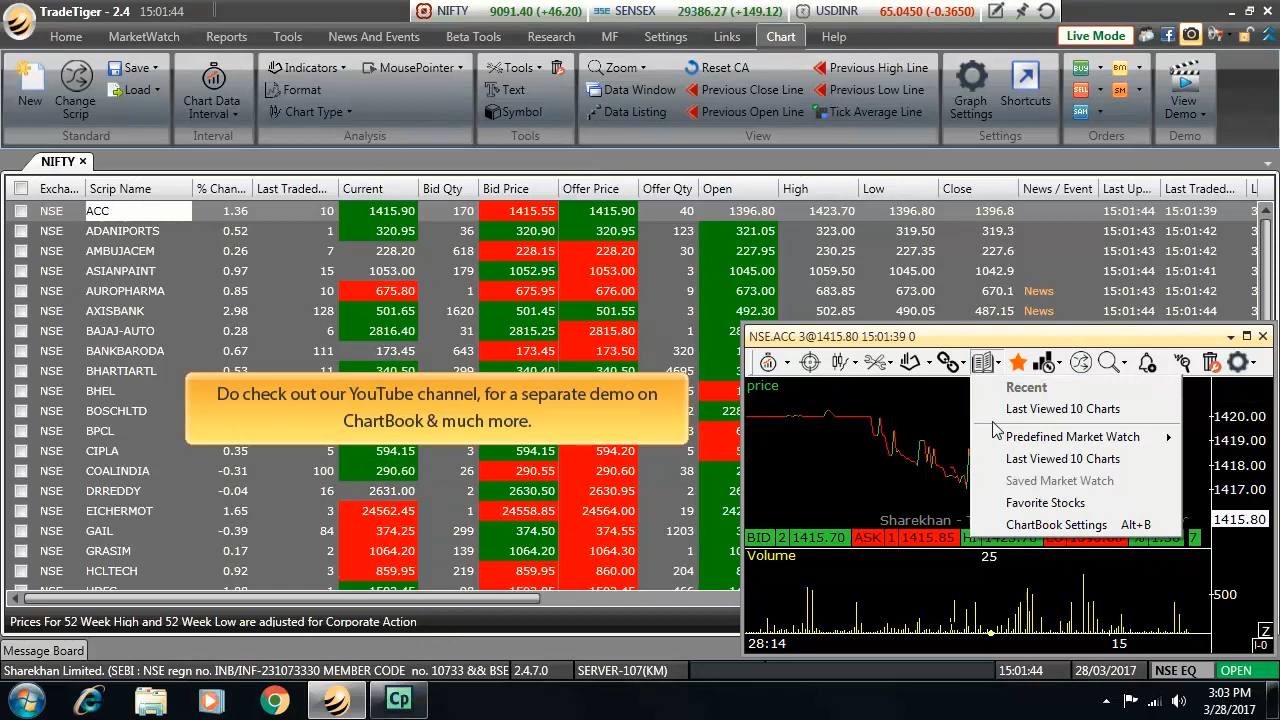 TradeTiger 2.4 15:01:44
NIFTY 9091.40 (+46.20) SENSEX 29386.27 (+149.12) USDINR 65.0450 (-0.3650)
Home MarketWatch Reports Tools News And Events Beta Tools Research MF Settings Links Chart Help Live Mode
New
Change Scrip
Save
Load
Standard
Chart Data Interval
Interval
Indicators MousePointer
Format
Chart Type
Analysis
Tools
Text
Symbol
Tools
Zoom Reset CA Previous High Line
Data Window Previous Close Line Previous Low Line
Data Listing Previous Open Line Tick Average Line
View
Graph Settings
Shortcuts
Settings
BUY BM
SELL SM
SAM
Orders
View Demo
Demo
NIFTY ×
Excha... Scrip Name % Chan... Last Traded... Current Bid Qty Bid Price Offer Price Offer Qty Open High Low Close News / Event Last Up... Last Traded... L
NSE ACC 1.36 10 1415.90 170 1415.55 1415.90 40 1396.80 1423.70 1396.80 1396.8 15:01:44 15:01:39 3
NSE ADANIPORTS 0.52 1 320.95 36 320.90 320.95 123 321.05 323.00 319.50 319.3 15:01:43 15:01:42 3
NSE AMBUJACEM 0.26 7 228.20 618 228.15 228.20 30 227.95 230.25 227.35 227.6 15:01:44 15:01:42 3
NSE ASIANPAINT 0.97 15 1053.00 179 1052.95 1053.00 3 1045.00 1059.50 1045.00 1042.9 15:01:44 15:01:41 3
NSE AUROPHARMA 0.85 10 675.80 1 675.95 676.00 9 673.00 683.85 673.00 670.1 News 15:01:43 15:01:43 3
NSE AXISBANK 2.98 128 501.65 1620 501.45 501.55 3 492.30 502.85 490.05 487.15 News 15:01:44 15:01:44 3
NSE BAJAJ-AUTO 0.28 6 2816.40 31 2815.25 2815.80 1
NSE BANKBARODA 0.67 111 173.45 643 173.45 173.50 320
NSE BHARTIARTL
NSE BHEL
NSE BOSCHLTD
NSE BPCL
NSE CIPLA 0.35 5 594.15 3 594.15 594.20 5
NSE COALINDIA -0.31 100 290.60 26 290.55 290.60 38
NSE DRREDDY -0.04 16 2631.00 20 2630.50 2630.95 2
NSE EICHERMOT 1.36 3 24562.45 1 24558.85 24564.00 19
NSE GAIL -0.39 84 374.25 299 374.25 374.50 1203
NSE GRASIM -0.12 27 1064.20 139 1064.10 1064.30 1
NSE HCLTECH 0.92 3 859.95 219 859.95 860.00 204
Do check out our YouTube channel, for a separate demo on
ChartBook & much more.
NSE.ACC 3@1415.80 15:01:39 0
price
Recent
Last Viewed 10 Charts
Predefined Market Watch
Last Viewed 10 Charts
Saved Market Watch
Favorite Stocks
ChartBook Settings Alt+B
1420.00
1419.00
1418.00
1417.00
1415.80
Sharekhan - T
BID 2 1415.70 ASK 1 1415.85
Volume 25
500
28:14 15
Z
I-0
Prices For 52 Week High and 52 Week Low are adjusted for Corporate Action
Message Board
Sharekhan Limited. (SEBI : NSE regn no. INB/INF-231073330 MEMBER CODE no. 10733 && BSE 2.4.7.0 SERVER-107(KM) 15:01:44 28/03/2017 NSE EQ OPEN
Cp
3:03 PM
3/28/2017